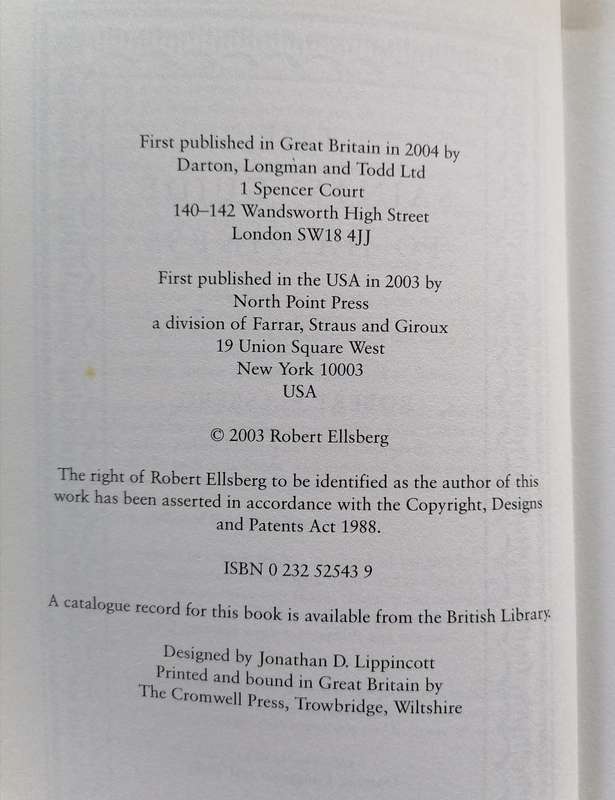 First published in Great Britain in 2004 by
Darton, Longman and Todd Ltd
1 Spencer Court
140–142 Wandsworth High Street
London SW18 4JJ
First published in the USA in 2003 by
North Point Press
a division of Farrar, Straus and Giroux
19 Union Square West
New York 10003
USA
© 2003 Robert Ellsberg
The right of Robert Ellsberg to be identified as the author of this
work has been asserted in accordance with the Copyright, Designs
and Patents Act 1988.
ISBN 0 232 52543 9
A catalogue record for this book is available from the British Library.
Designed by Jonathan D. Lippincott
Printed and bound in Great Britain by
The Cromwell Press, Trowbridge, Wiltshire